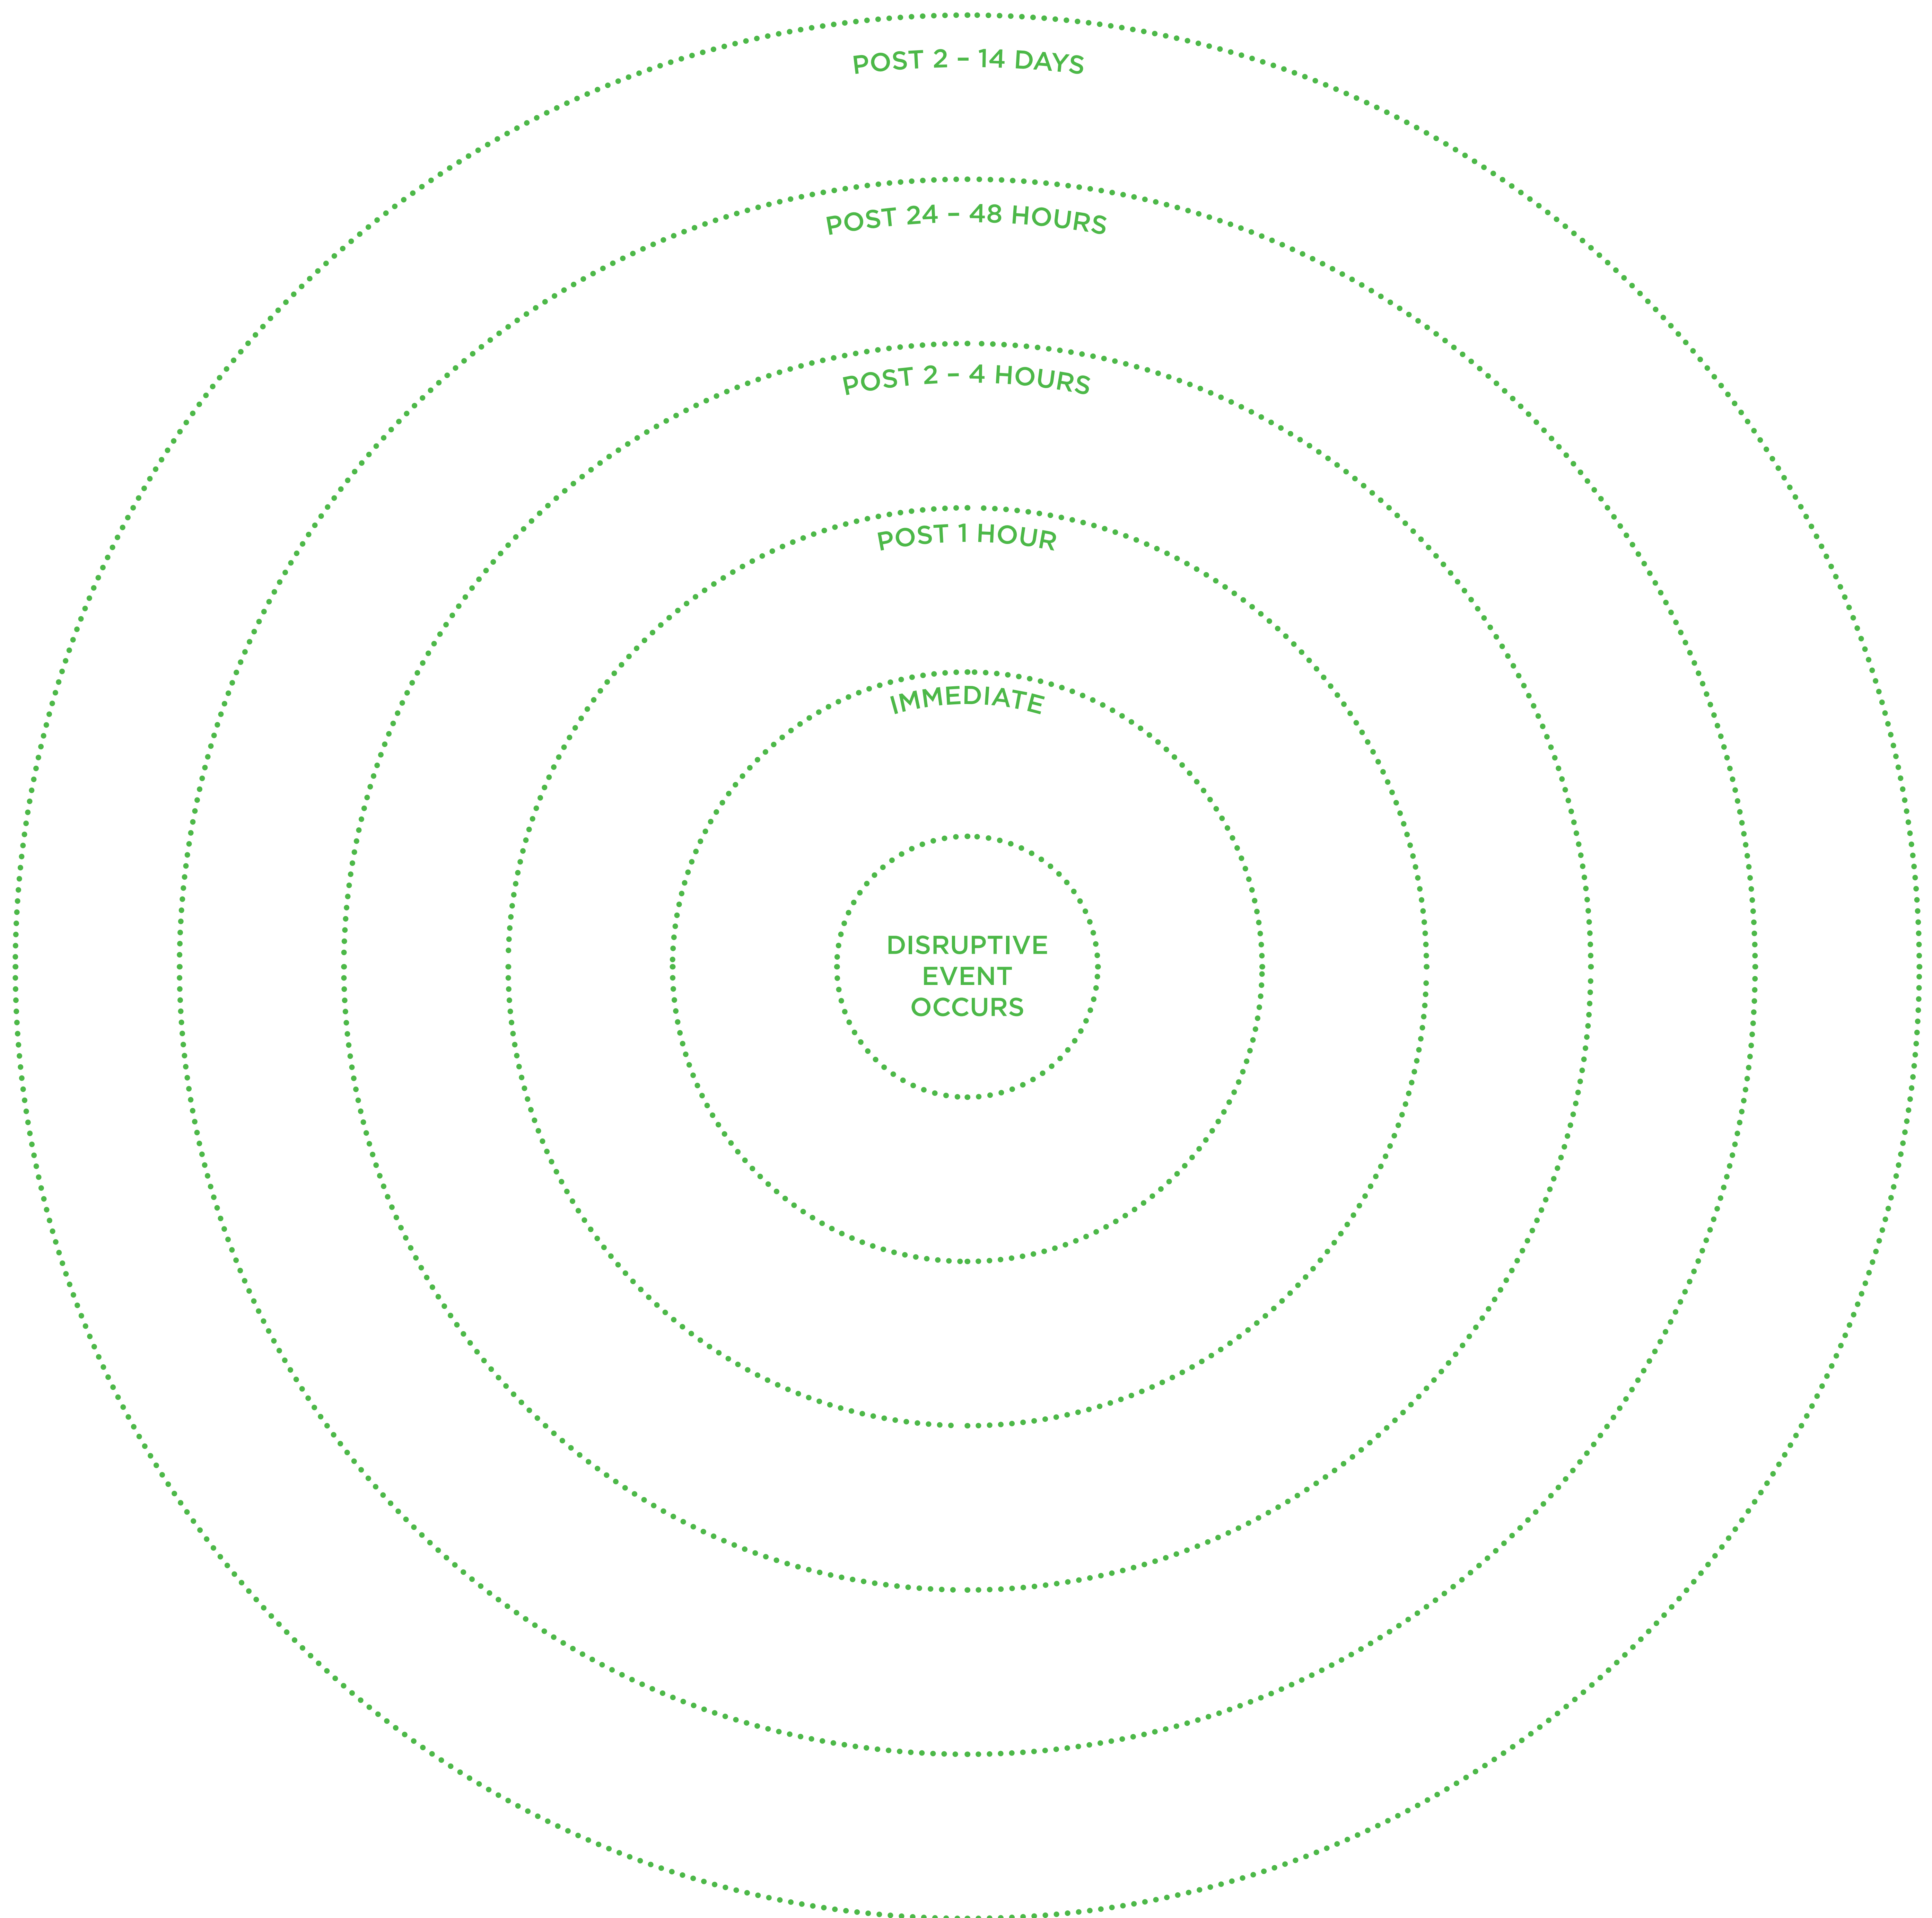 POST 2 – 14 DAYS
POST 24 – 48 HOURS
POST 2 – 4 HOURS
POST 1 HOUR
IMMEDIATE
DISRUPTIVE
EVENT
OCCURS